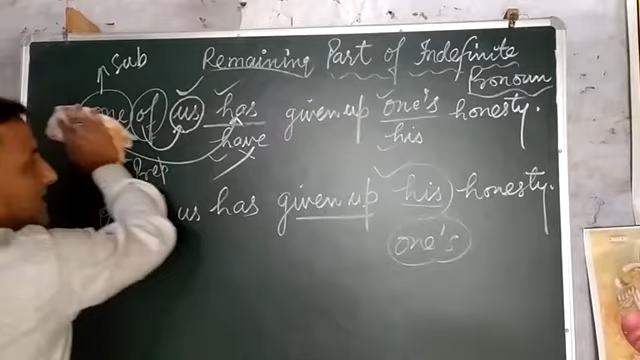 Sub
Remaining Part of Indefinite
Pronoun
of us has given up one's honesty.
have his
Prep
us has given up his honesty.
one's